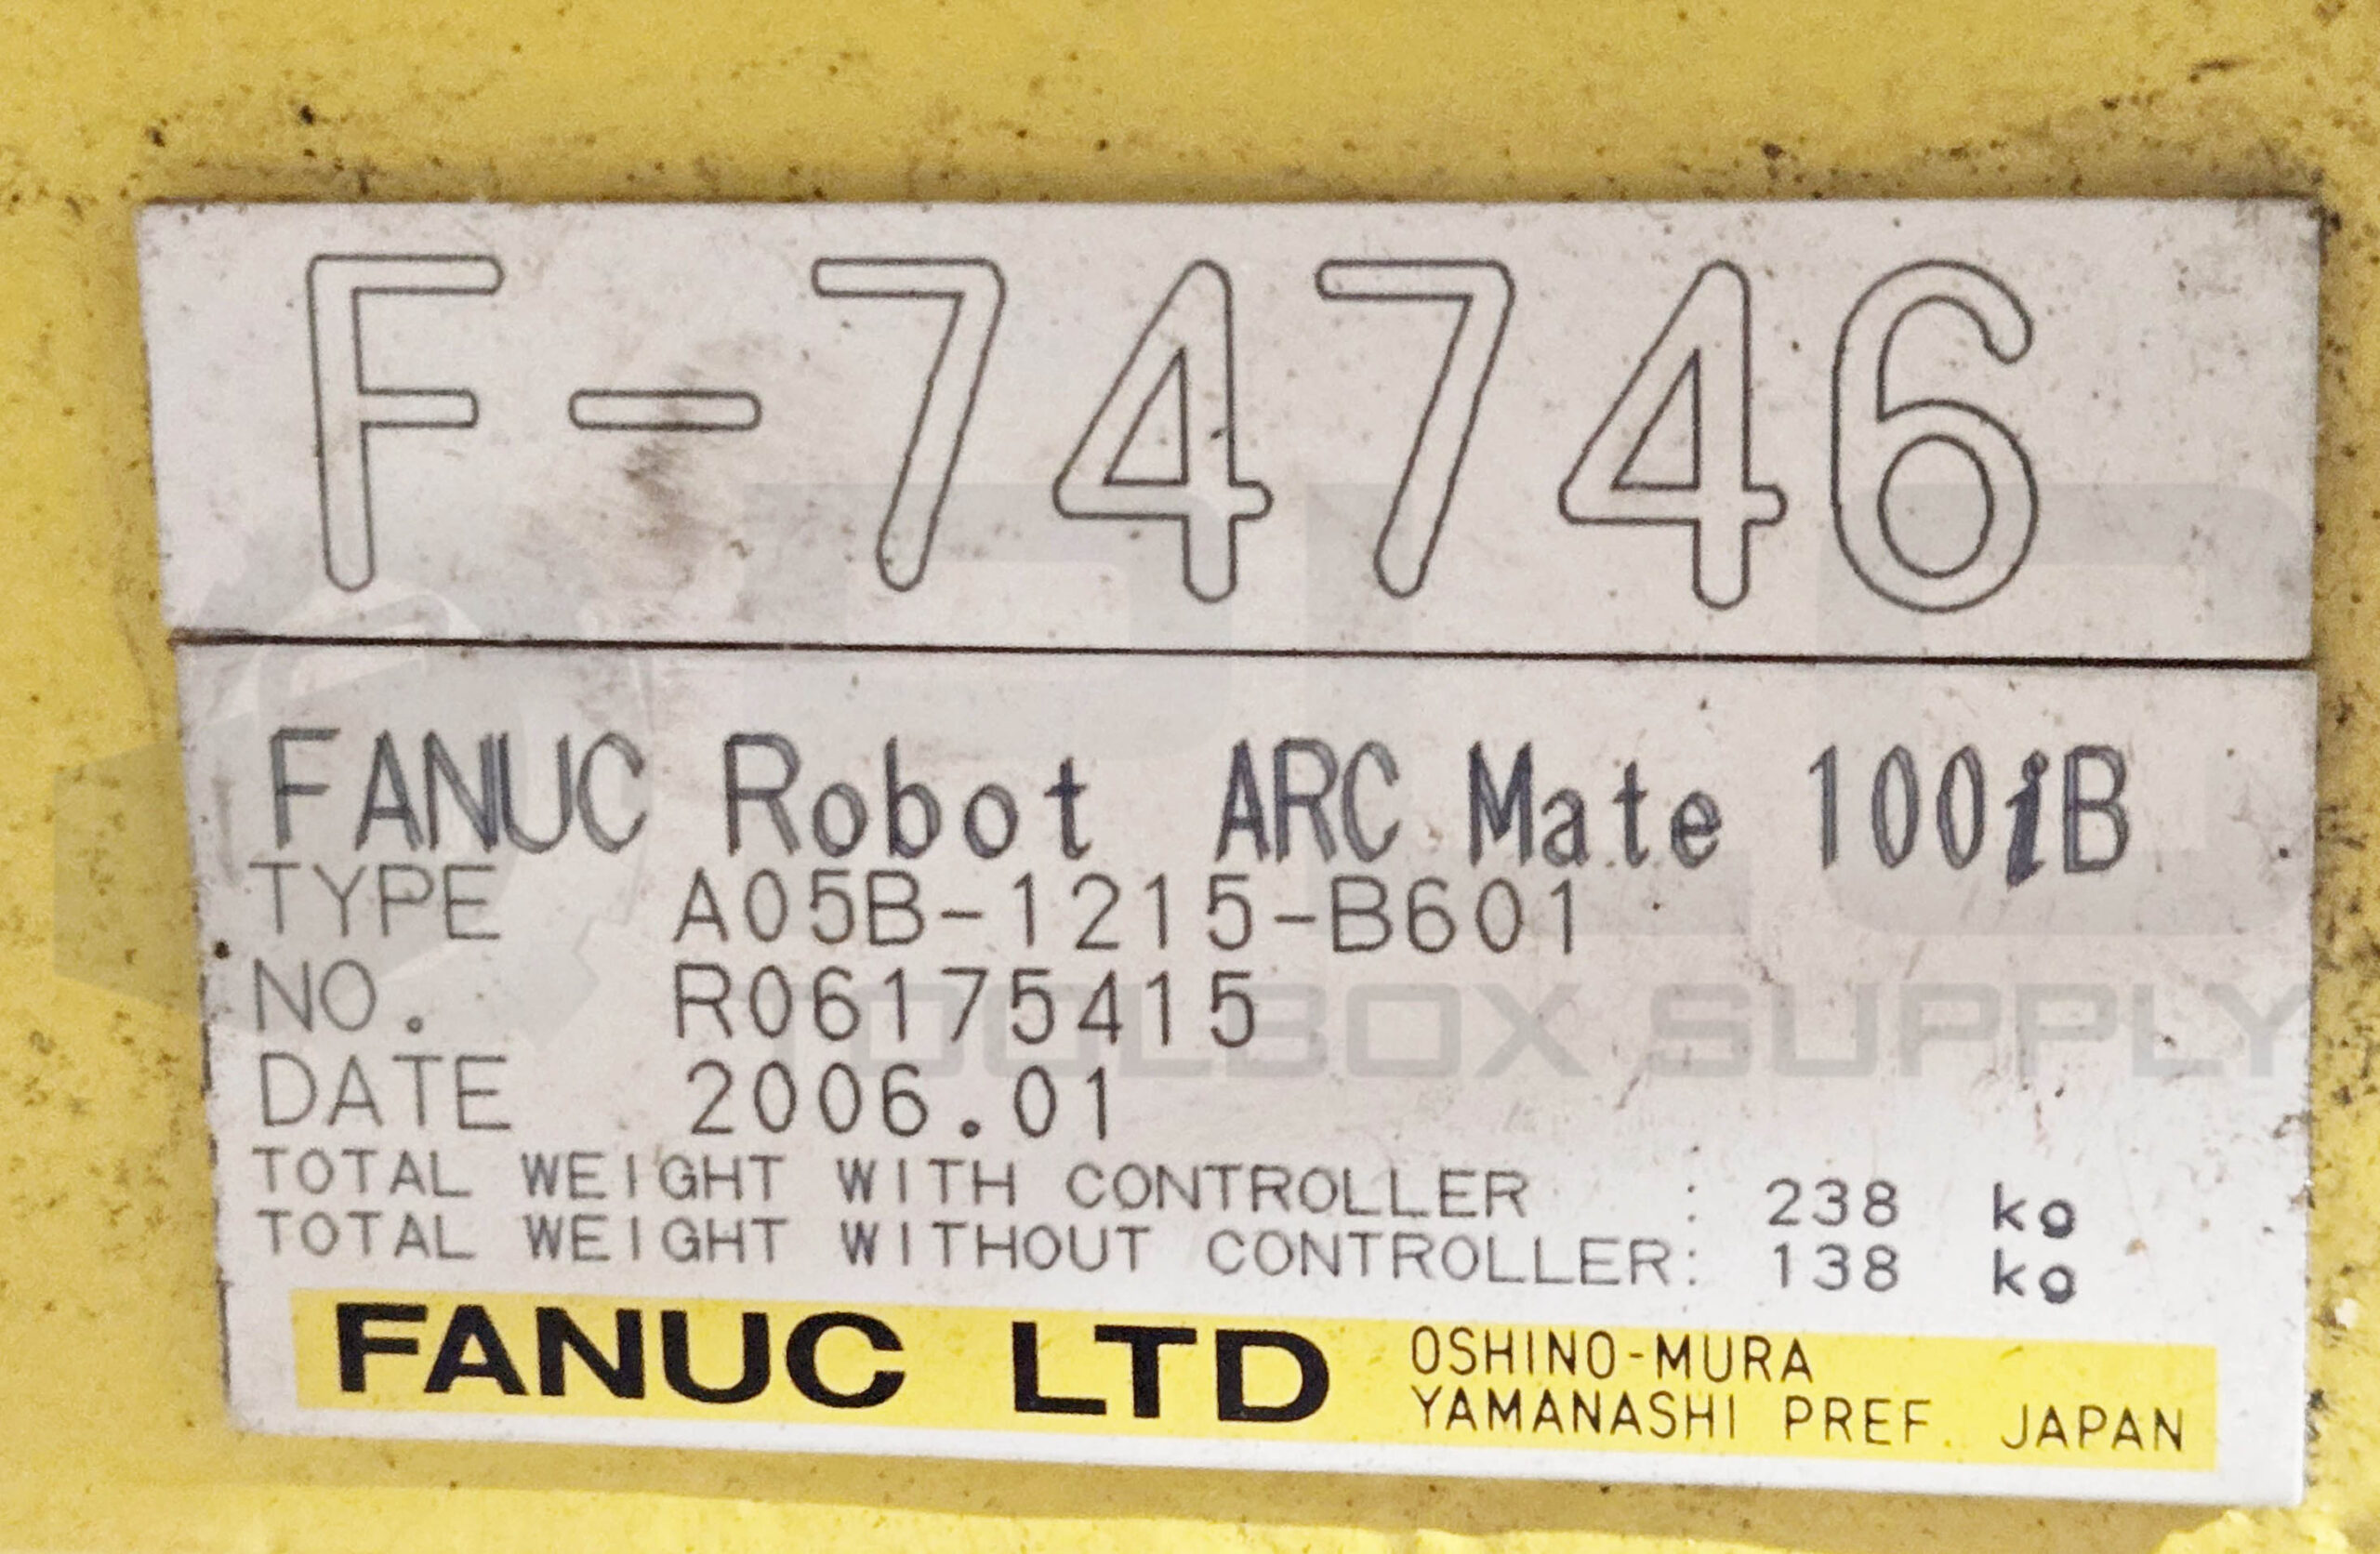 F-74746
FANUC Robot ARC Mate 100iB
TYPE A05B-1215-B601
NO. R06175415
DATE 2006.01
TOTAL WEIGHT WITH CONTROLLER : 238 kg
TOTAL WEIGHT WITHOUT CONTROLLER: 138 kg
FANUC LTD OSHINO-MURA
YAMANASHI PREF. JAPAN
TOOLBOX SUPPLY